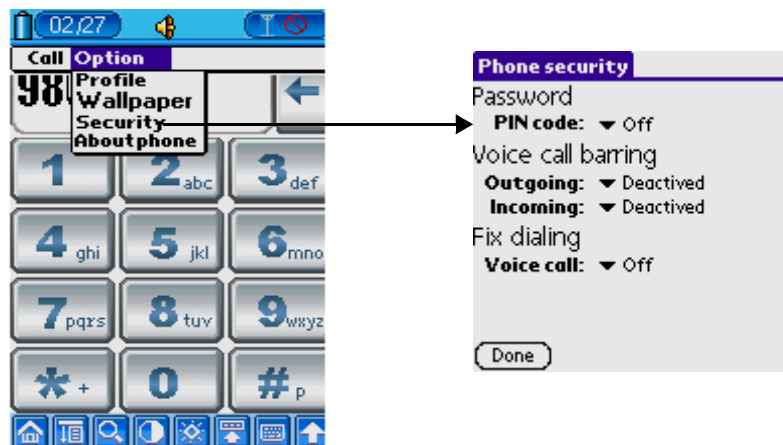 02/27
Call Option
Profile
Wallpaper
Security
About phone
1
2 abc
3 def
4 ghi
5 jkl
6 mno
7 pqrs
8 tuv
9 wxyz
* +
0
# p
Phone security
Password
PIN code: Off
Voice call barring
Outgoing: Deactived
Incoming: Deactived
Fix dialing
Voice call: Off
Done